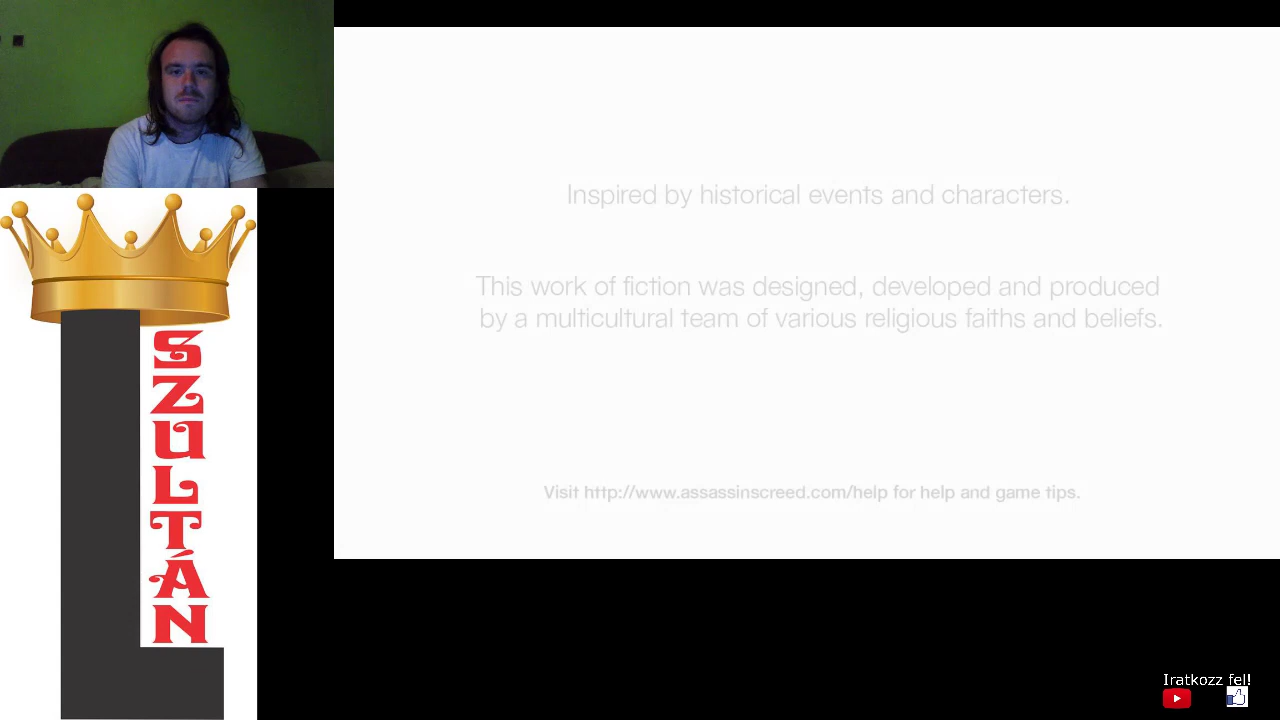 Inspired by historical events and characters.
This work of fiction was designed, developed and produced
by a multicultural team of various religious faiths and beliefs.
Visit http://www.assassinscreed.com/help for help and game tips.
L
SZULTÁN
Iratkozz fel!